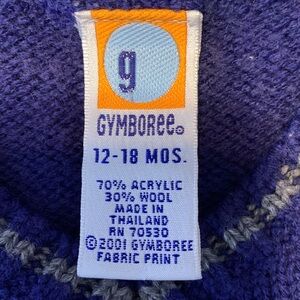 g
GYMBOREE®
12-18 MOS.
70% ACRYLIC
30% WOOL
MADE IN
THAILAND
RN 70530
©2001 GYMBOREE
FABRIC PRINT